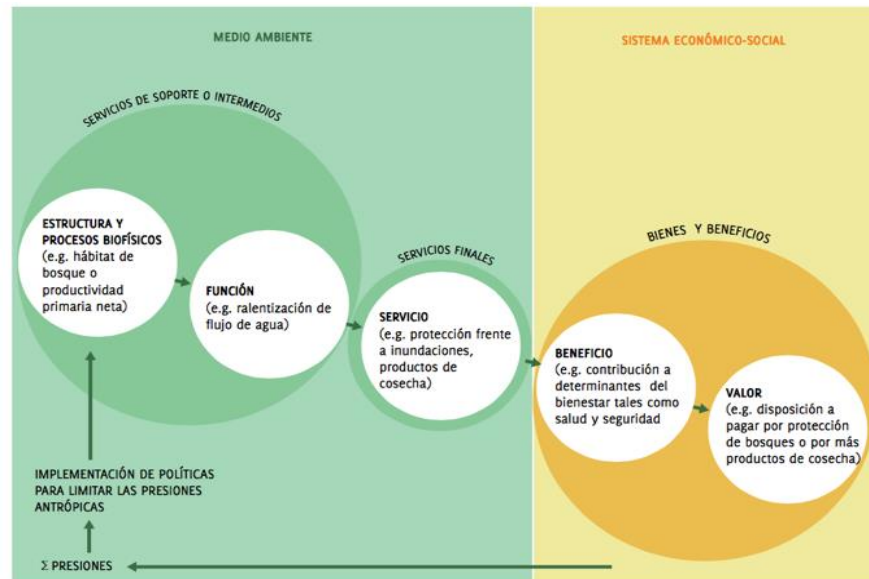 MEDIO AMBIENTE
SISTEMA ECONÓMICO-SOCIAL
SERVICIOS DE SOPORTE O INTERMEDIOS
ESTRUCTURA Y
PROCESOS BIOFÍSICOS
(e.g. hábitat de
bosque o
productividad
primaria neta)
FUNCIÓN
(e.g. ralentización de
flujo de agua)
SERVICIOS FINALES
SERVICIO
(e.g. protección frente
a inundaciones,
productos de
cosecha)
BIENES Y BENEFICIOS
BENEFICIO
(e.g. contribución a
determinantes del
bienestar tales como
salud y seguridad
VALOR
(e.g. disposición a
pagar por protección
de bosques o por más
productos de cosecha)
IMPLEMENTACIÓN DE POLÍTICAS
PARA LIMITAR LAS PRESIONES
ANTRÓPICAS
Σ PRESIONES